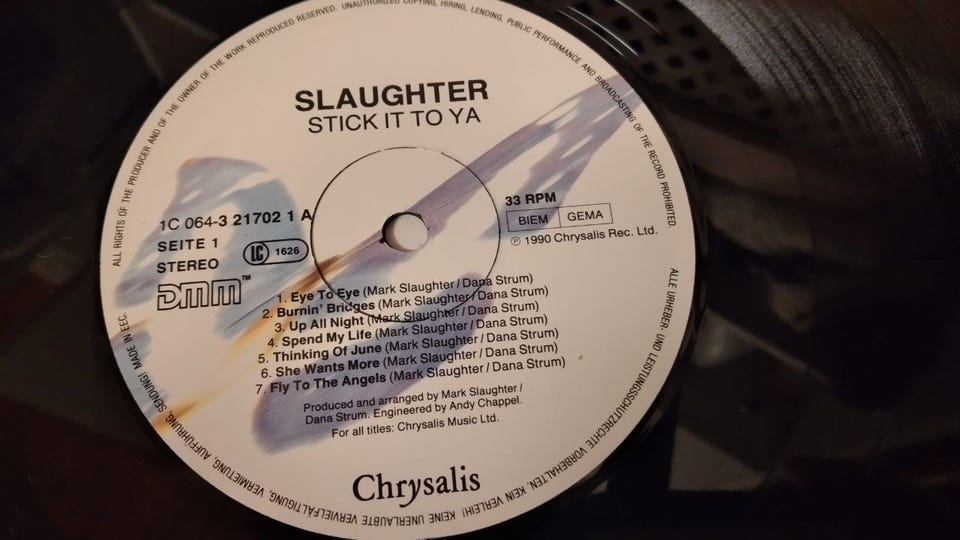 ALL RIGHTS OF THE PRODUCER AND OF THE OWNER OF THE WORK REPRODUCED RESERVED. UNAUTHORIZED COPYING, HIRING, LENDING, PUBLIC PERFORMANCE AND BROADCASTING OF THE RECORD PROHIBITED.
SLAUGHTER
STICK IT TO YA
1C 064-3 21702 1 A
SEITE 1
LC 1626
STEREO
DMM™
33 RPM
BIEM GEMA
℗ 1990 Chrysalis Rec. Ltd.
1. Eye To Eye (Mark Slaughter / Dana Strum)
2. Burnin' Bridges (Mark Slaughter / Dana Strum)
3. Up All Night (Mark Slaughter / Dana Strum)
4. Spend My Life (Mark Slaughter / Dana Strum)
5. Thinking Of June (Mark Slaughter / Dana Strum)
6. She Wants More (Mark Slaughter / Dana Strum)
7. Fly To The Angels (Mark Slaughter / Dana Strum)
Produced and arranged by Mark Slaughter /
Dana Strum. Engineered by Andy Chappel.
For all titles: Chrysalis Music Ltd.
Chrysalis
ALLE URHEBER- UND LEISTUNGSSCHUTZRECHTE VORBEHALTEN. KEIN VERLEIH! KEINE UNERLAUBTE VERVIELFÄLTIGUNG, VERMIETUNG, AUFFÜHRUNG, SENDUNG! MADE IN EEC.